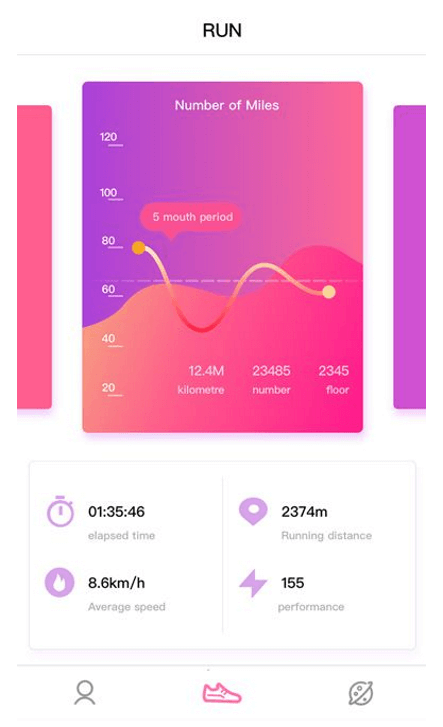 RUN
Number of Miles
120
100
5 mouth period
80
60
40
12.4M 23485 2345
kilometre number floor
20
01:35:46 2374m
elapsed time Running distance
8.6km/h 155
Average speed performance